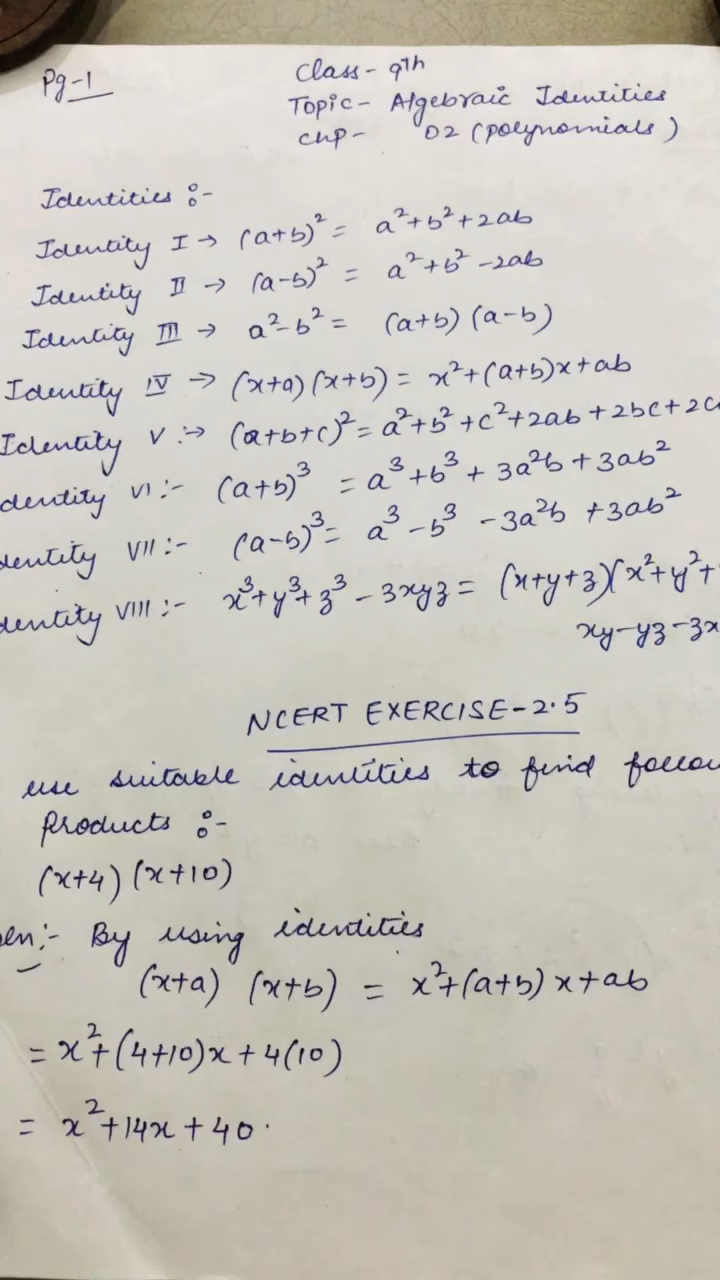 Pg-1
Class- 9th
Topic- Algebraic Identities
Chp- 02 (Polynomials)
Identities :-
Identity I → (a+b)² = a²+b²+2ab
Identity II → (a-b)² = a²+b²-2ab
Identity III → a²-b² = (a+b) (a-b)
Identity IV → (x+a) (x+b) = x²+(a+b)x+ab
Identity V :→ (a+b+c)² = a²+b²+c²+2ab+2bc+2c
dentity VI :- (a+b)³ = a³+b³+3a²b+3ab²
dentity VII :- (a-b)³ = a³-b³-3a²b+3ab²
dentity VIII :- x³+y³+z³-3xyz = (x+y+z)(x²+y²+
xy-yz-zx
NCERT EXERCISE-2.5
use suitable identities to find follow
Products :-
(x+4) (x+10)
en:- By using identities
(x+a) (x+b) = x²+(a+b)x+ab
= x²+(4+10)x+4(10)
= x²+14x+40.